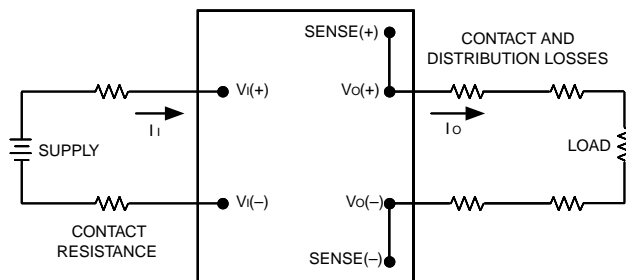 SENSE(+)
CONTACT AND
DISTRIBUTION LOSSES
VI(+)
VO(+)
II
IO
SUPPLY
LOAD
VI(–)
VO(–)
CONTACT
RESISTANCE
SENSE(–)